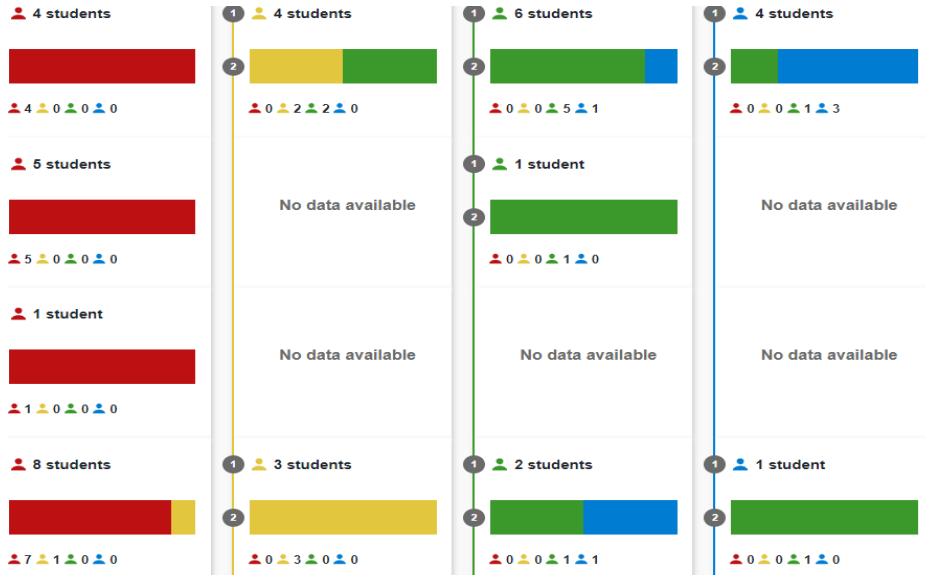 4 students 1 4 students 1 6 students 1 4 students
2 2 2
4 0 0 0 0 2 2 0 0 0 5 1 0 0 1 3
5 students 1 1 student
No data available 2 No data available
5 0 0 0 0 0 1 0
1 student
No data available No data available No data available
1 0 0 0
8 students 1 3 students 1 2 students 1 1 student
2 2 2
7 1 0 0 0 3 0 0 0 0 1 1 0 0 1 0